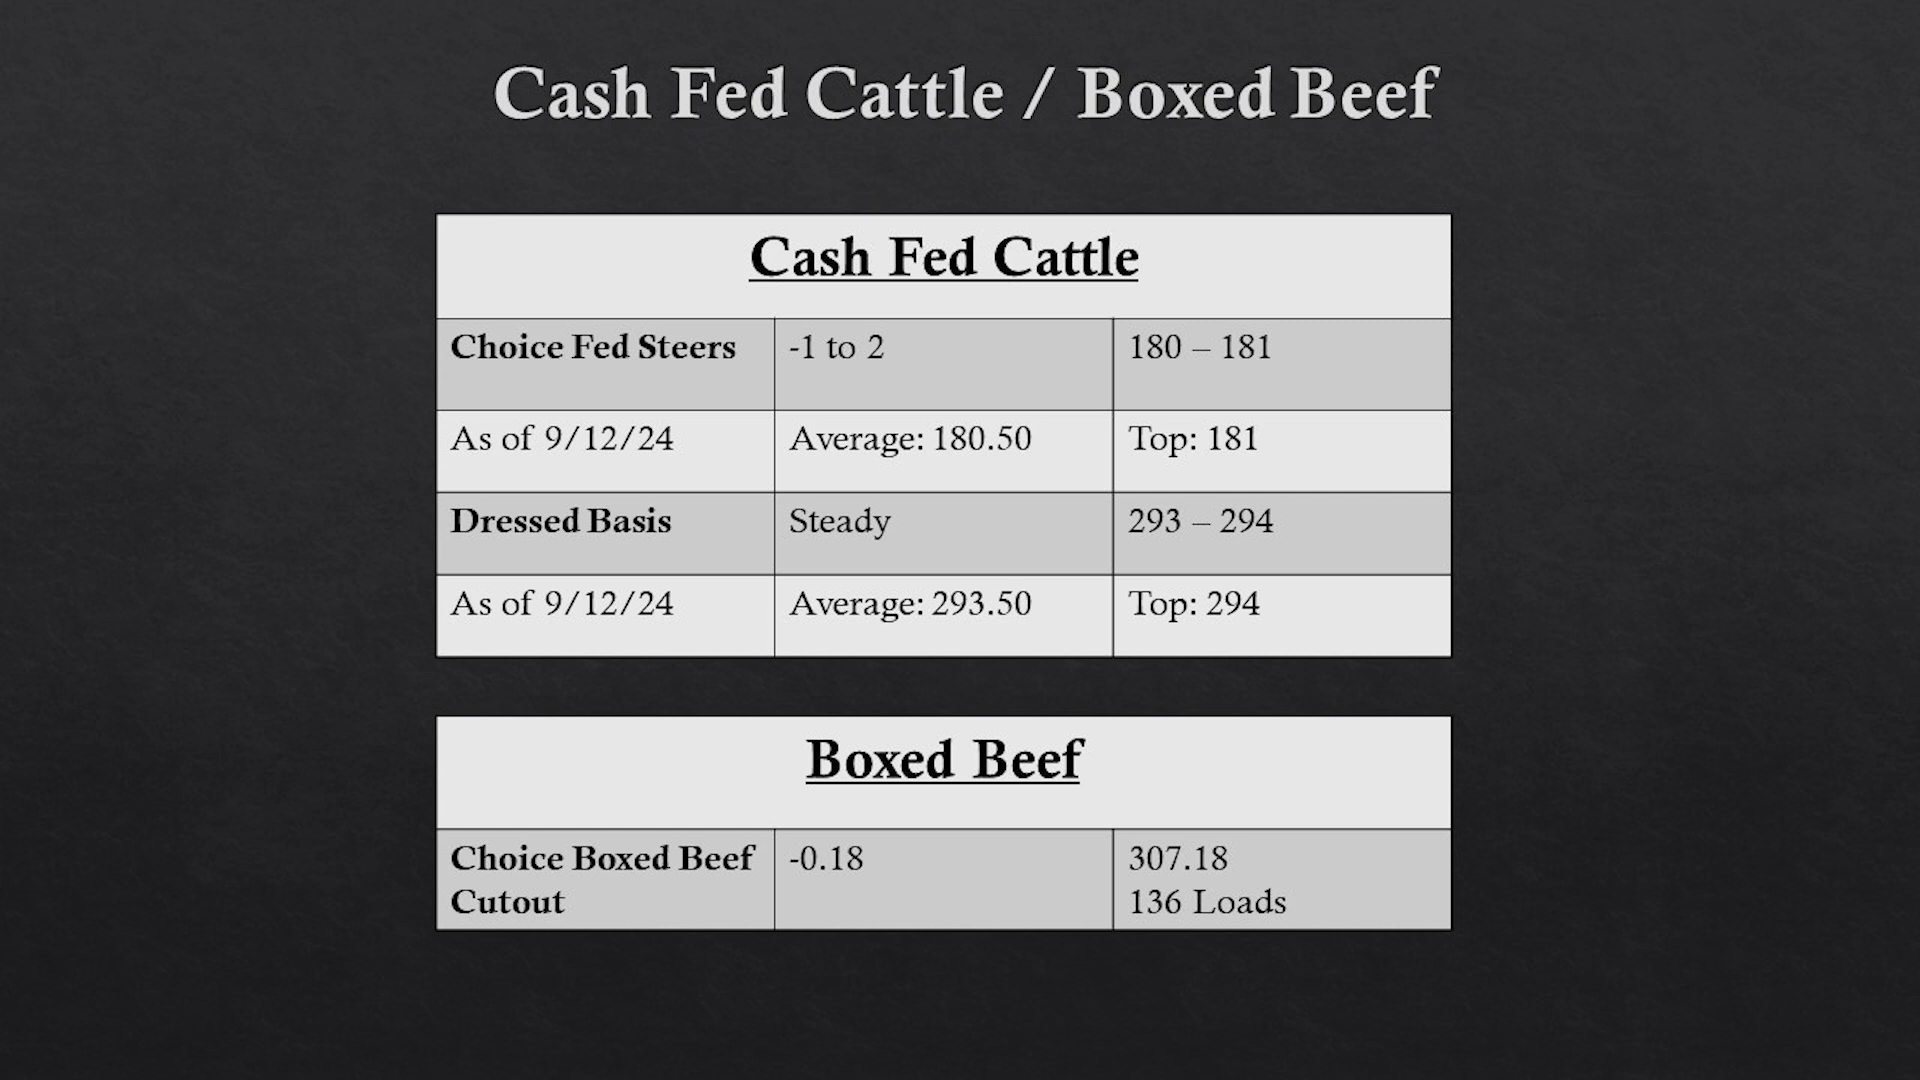 Cash Fed Cattle / Boxed Beef
Cash Fed Cattle
Choice Fed Steers -1 to 2 180 – 181
As of 9/12/24 Average: 180.50 Top: 181
Dressed Basis Steady 293 – 294
As of 9/12/24 Average: 293.50 Top: 294
Boxed Beef
Choice Boxed Beef -0.18 307.18
Cutout 136 Loads